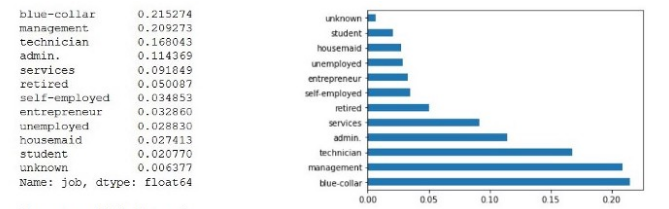 blue-collar 0.215274
management 0.209273
technician 0.168043
admin. 0.114369
services 0.091849
retired 0.050087
self-employed 0.034853
entrepreneur 0.032860
unemployed 0.028830
housemaid 0.027413
student 0.020770
unknown 0.006377
Name: job, dtype: float64
unknown
student
housemaid
unemployed
entrepreneur
self-employed
retired
services
admin.
technician
management
blue-collar
0.00 0.05 0.10 0.15 0.20